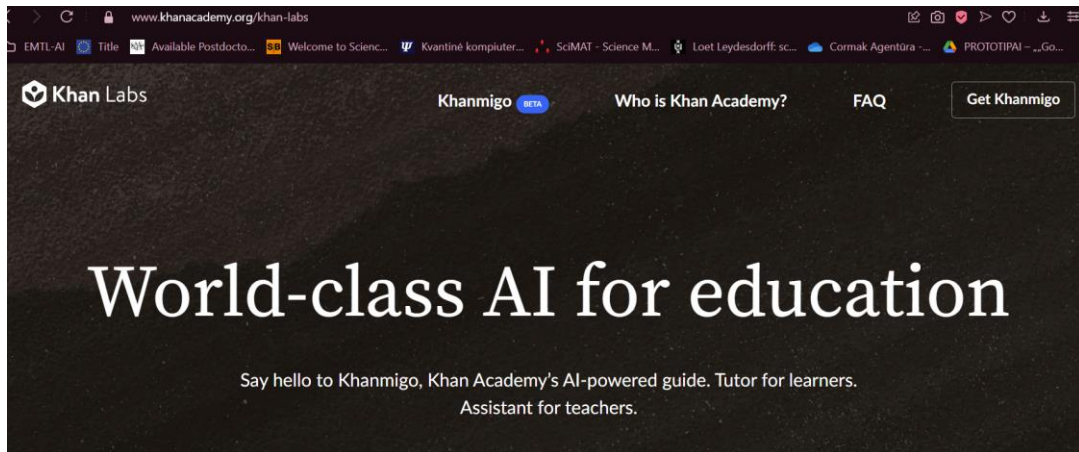 www.khanacademy.org/khan-labs
EMTL-AI Title Available Postdocto... Welcome to Scienc... Kvantinė kompiuter... SciMAT - Science M... Loet Leydesdorff: sc... Cormak Agentūra -... PROTOTIPAI – „„Go...
Khan Labs Khanmigo BETA Who is Khan Academy? FAQ Get Khanmigo
World-class AI for education
Say hello to Khanmigo, Khan Academy’s AI-powered guide. Tutor for learners.
Assistant for teachers.